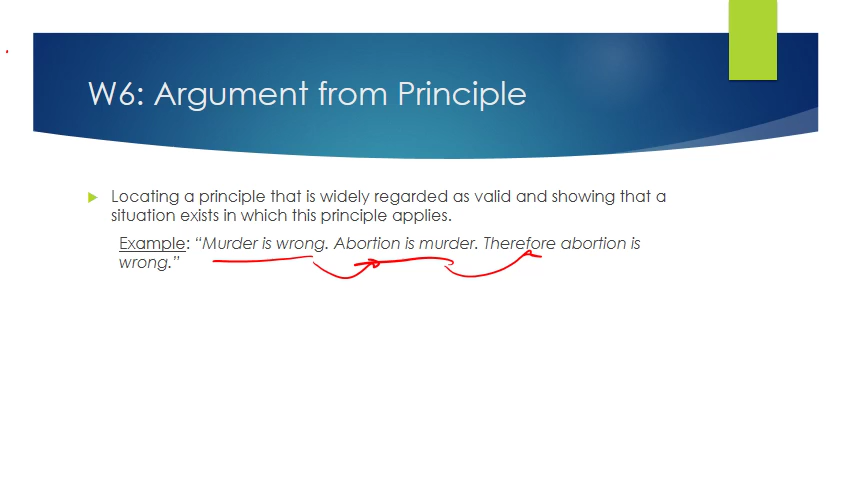 W6: Argument from Principle
Locating a principle that is widely regarded as valid and showing that a
situation exists in which this principle applies.
Example: “Murder is wrong. Abortion is murder. Therefore abortion is
wrong.”